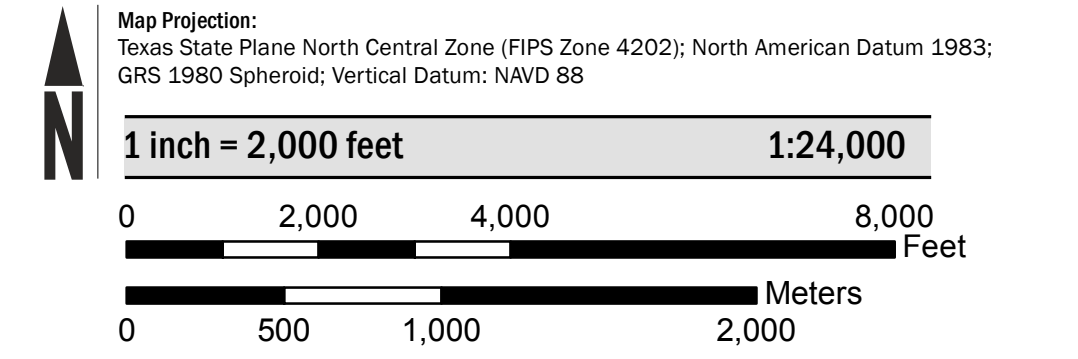 N
Map Projection:
Texas State Plane North Central Zone (FIPS Zone 4202); North American Datum 1983;
GRS 1980 Spheroid; Vertical Datum: NAVD 88
1 inch = 2,000 feet 1:24,000
0 2,000 4,000 8,000
Feet
Meters
0 500 1,000 2,000